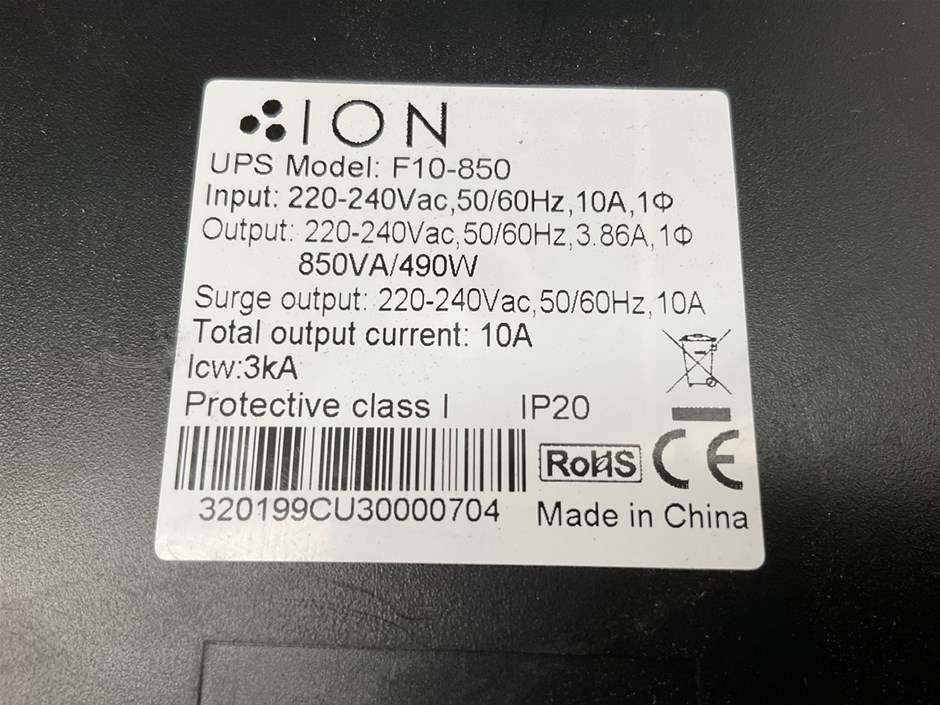 ION
UPS Model: F10-850
Input: 220-240Vac,50/60Hz,10A,1Φ
Output: 220-240Vac,50/60Hz,3.86A,1Φ
850VA/490W
Surge output: 220-240Vac,50/60Hz,10A
Total output current: 10A
Icw:3kA
Protective class I IP20
RoHS CE
320199CU30000704 Made in China